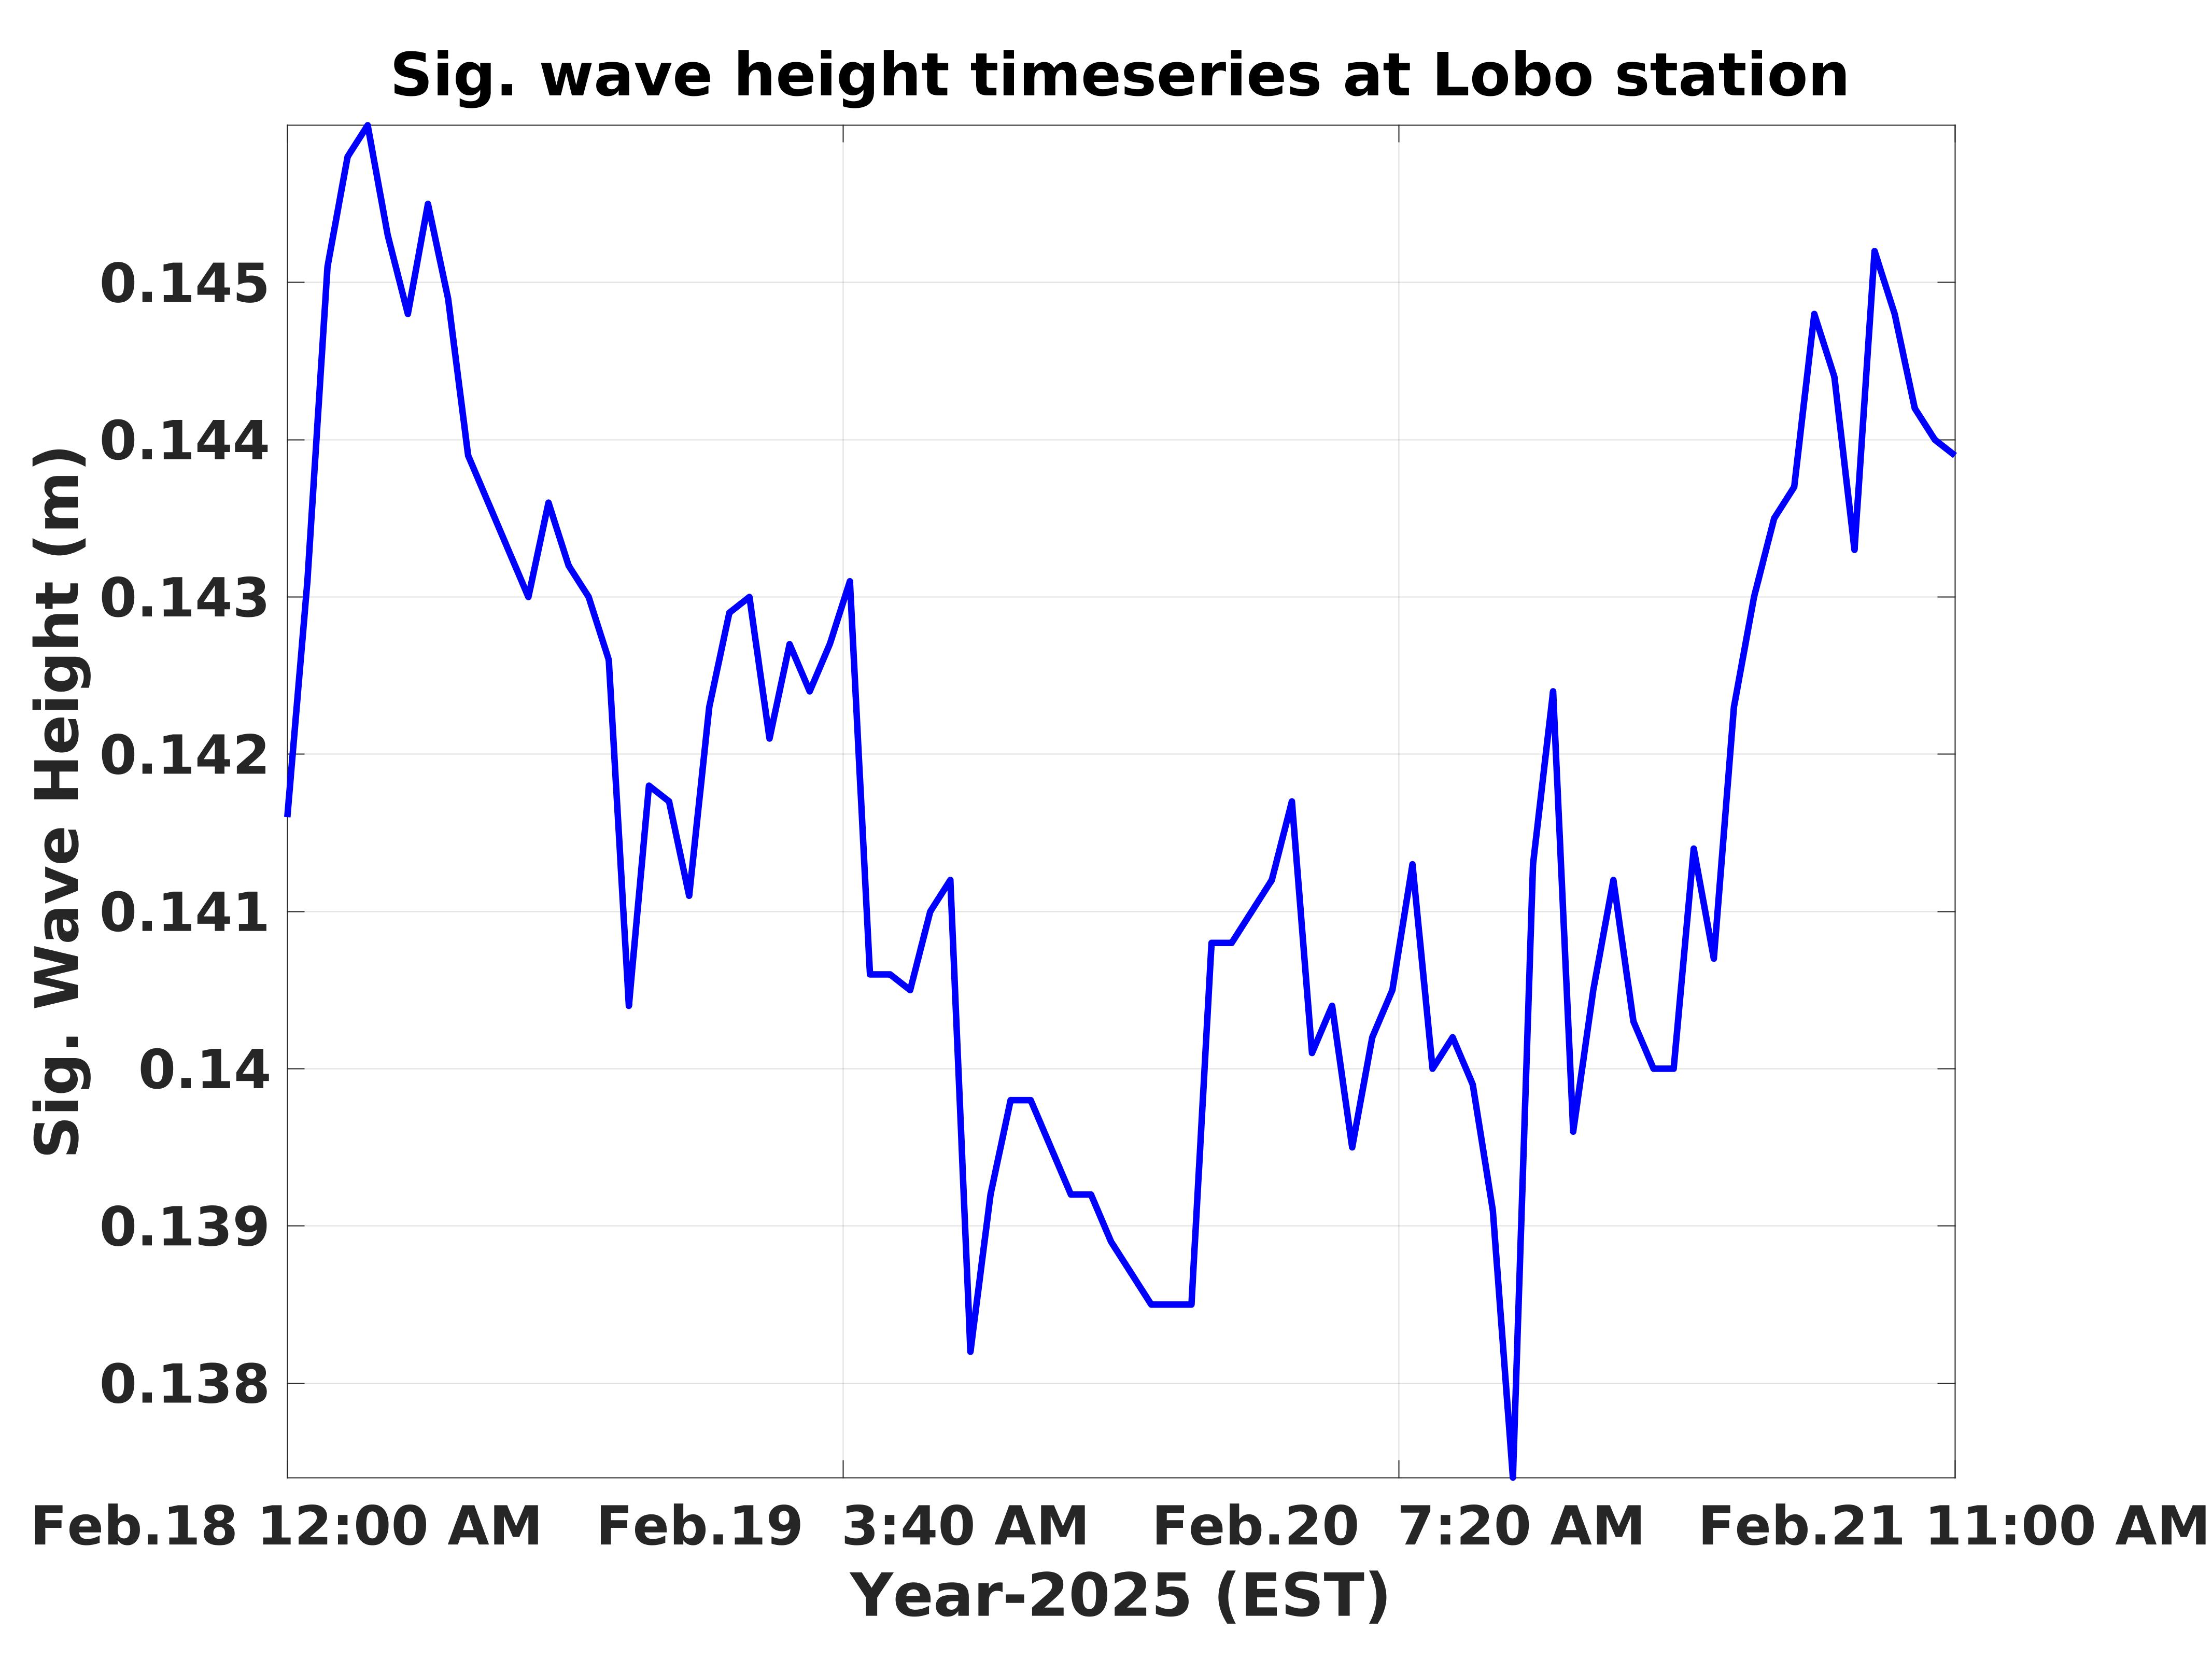 Sig. wave height timeseries at Lobo station
Sig. Wave Height (m)
0.145
0.144
0.143
0.142
0.141
0.14
0.139
0.138
Feb.18 12:00 AM Feb.19 3:40 AM Feb.20 7:20 AM Feb.21 11:00 AM
Year-2025 (EST)